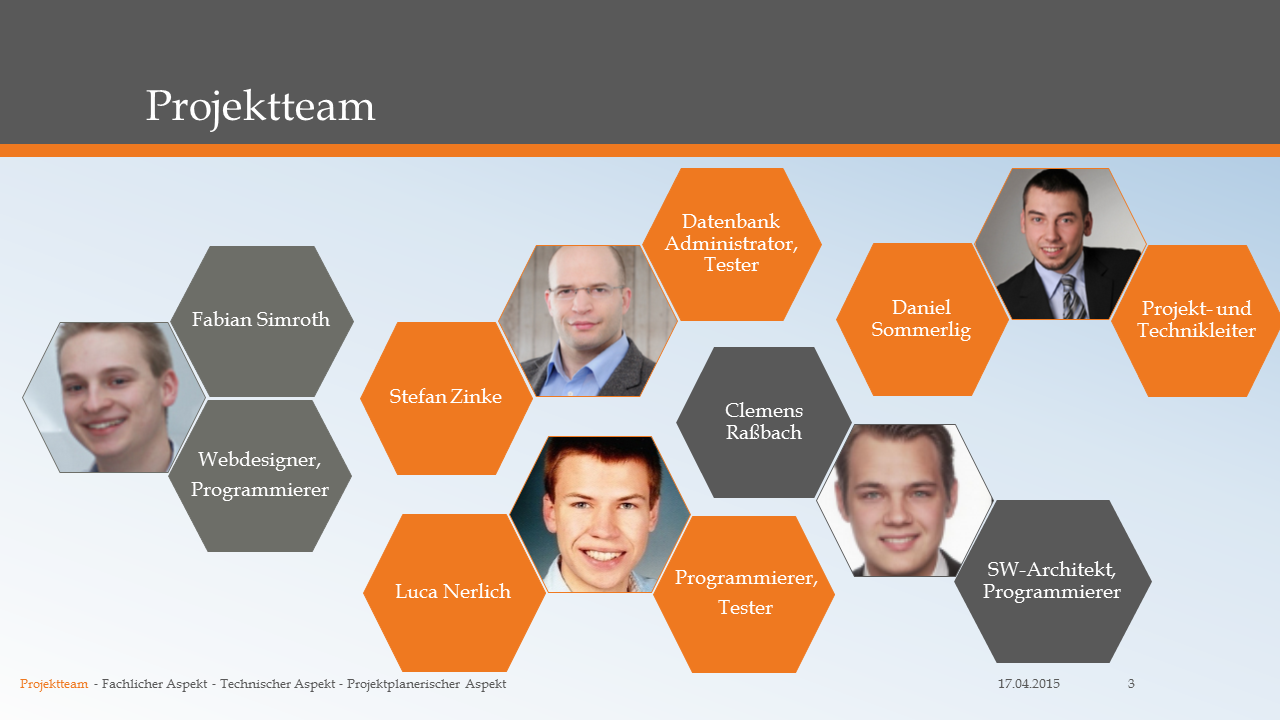 Projektteam
Fabian Simroth
Webdesigner,
Programmierer
Stefan Zinke
Datenbank
Administrator,
Tester
Luca Nerlich
Programmierer,
Tester
Daniel
Sommerlig
Projekt- und
Technikleiter
Clemens
Raßbach
SW-Architekt,
Programmierer
Projektteam - Fachlicher Aspekt - Technischer Aspekt - Projektplanerischer Aspekt
17.04.2015
3